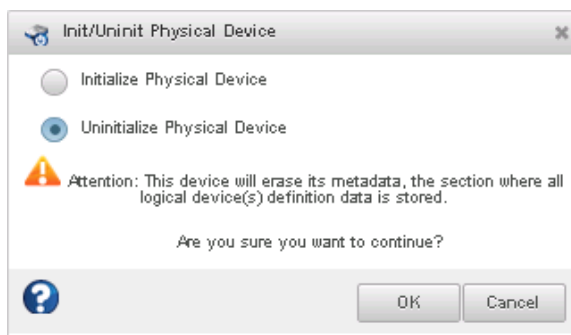 Init/Uninit Physical Device
Initialize Physical Device
Uninitialize Physical Device
Attention: This device will erase its metadata, the section where all
logical device(s) definition data is stored.
Are you sure you want to continue?
OK Cancel